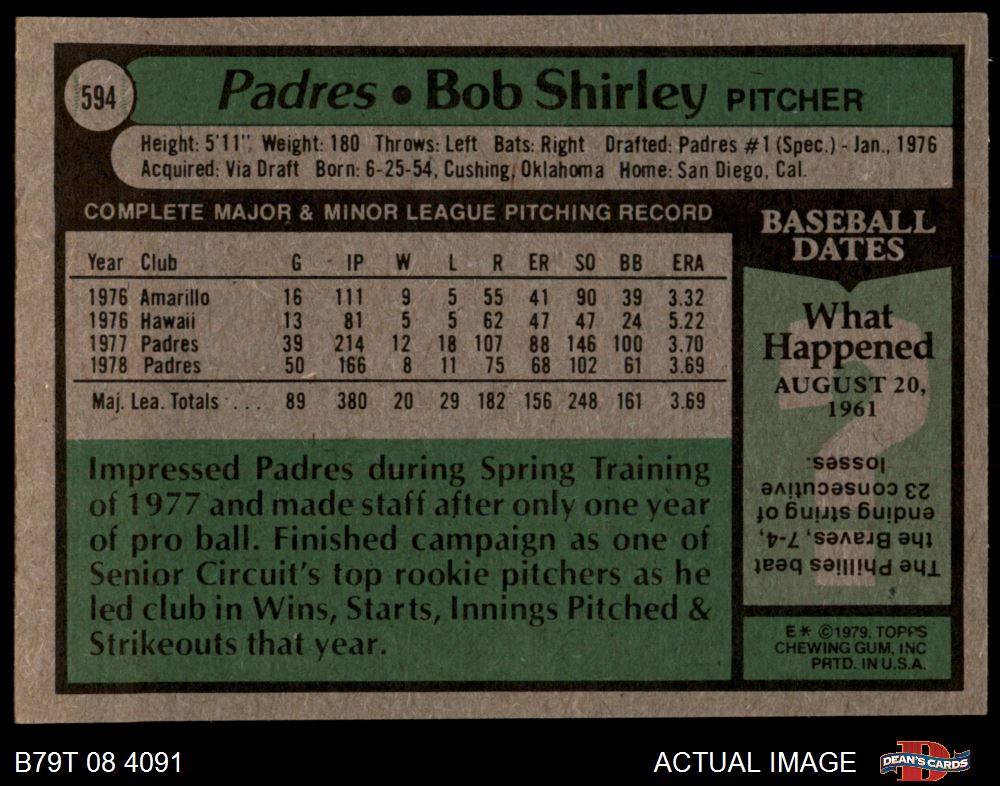 594
Padres • Bob Shirley PITCHER
Height: 5'11" Weight: 180 Throws: Left Bats: Right Drafted: Padres #1 (Spec.) - Jan., 1976
Acquired: Via Draft Born: 6-25-54, Cushing, Oklahoma Home: San Diego, Cal.
COMPLETE MAJOR & MINOR LEAGUE PITCHING RECORD
Year Club G IP W L R ER SO BB ERA
1976 Amarillo 16 111 9 5 55 41 90 39 3.32
1976 Hawaii 13 81 5 5 62 47 47 24 5.22
1977 Padres 39 214 12 18 107 88 146 100 3.70
1978 Padres 50 166 8 11 75 68 102 61 3.69
Maj. Lea. Totals ... 89 380 20 29 182 156 248 161 3.69
Impressed Padres during Spring Training
of 1977 and made staff after only one year
of pro ball. Finished campaign as one of
Senior Circuit's top rookie pitchers as he
led club in Wins, Starts, Innings Pitched &
Strikeouts that year.
BASEBALL
DATES
What
Happened
AUGUST 20,
1961
?
The Phillies beat
the Braves, 7-4,
ending string of
23 consecutive
losses.
E* ©1979. TOPPS
CHEWING GUM, INC
PRTD. IN U.S.A.
B79T 08 4091
ACTUAL IMAGE
D
DEAN'S CARDS